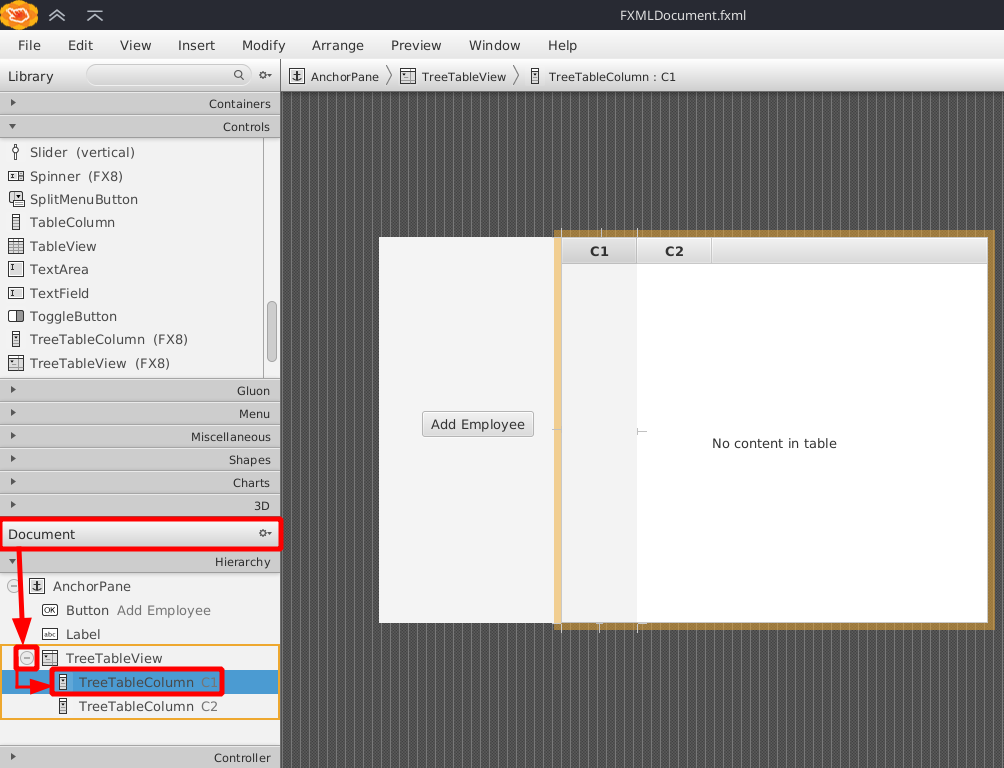 FXMLDocument.fxml
File Edit View Insert Modify Arrange Preview Window Help
Library
AnchorPane TreeTableView TreeTableColumn : C1
Containers
Controls
Slider (vertical)
Spinner (FX8)
SplitMenuButton
TableColumn
TableView
TextArea
TextField
ToggleButton
TreeTableColumn (FX8)
TreeTableView (FX8)
Gluon
Menu
Miscellaneous
Shapes
Charts
3D
Document
Hierarchy
AnchorPane
OK Button Add Employee
abc Label
TreeTableView
TreeTableColumn C1
TreeTableColumn C2
Controller
C1 C2
Add Employee
No content in table